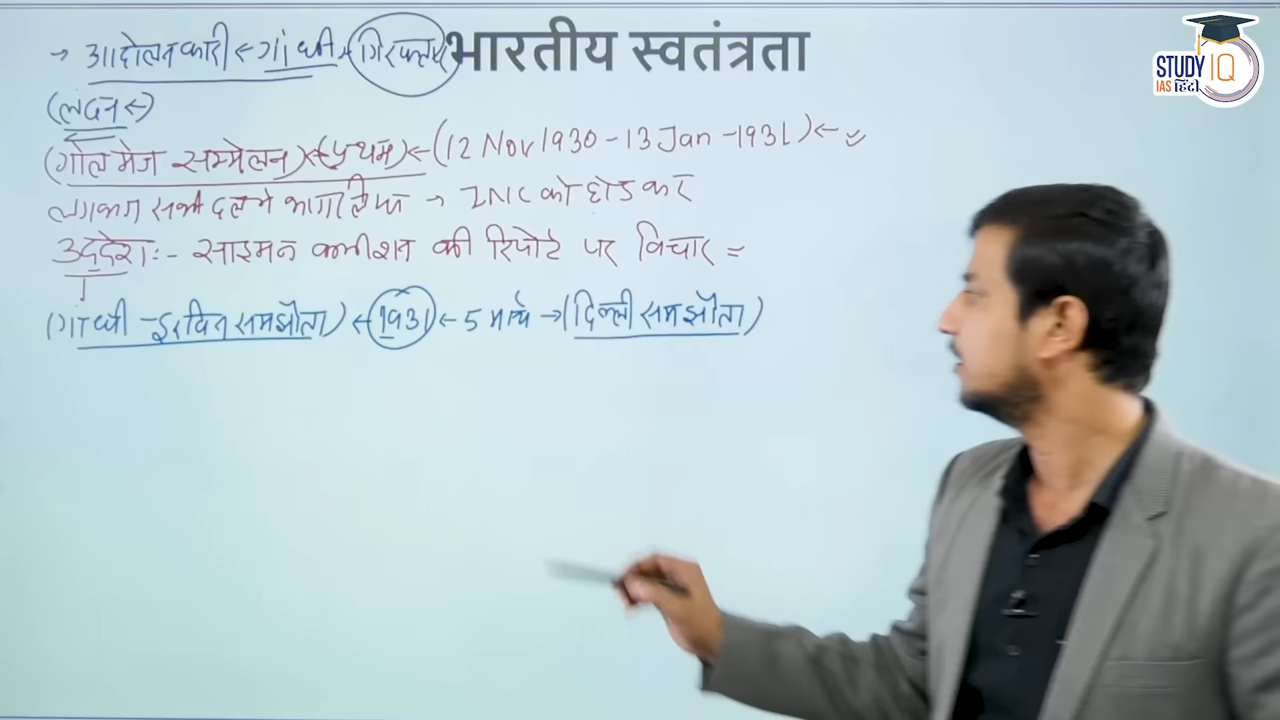 → आदोलनकारी ← गांधी → गिरफ्तार
भारतीय स्वतंत्रता
STUDY IQ
IAS हिंदी
(लंदन ←)
(गोल मेज सम्मेलन) ← (प्रथम) ← (12 Nov 1930 - 13 Jan - 1931) ←
लगभग सभी दल ने भाग लिया → INC को छोड कर
उद्देश :- साइमन कमीशन की रिपोर्ट पर विचार =
(गांधी - इरविन समझौता) ← 1931 ← 5 मार्च → (दिल्ली समझौता)